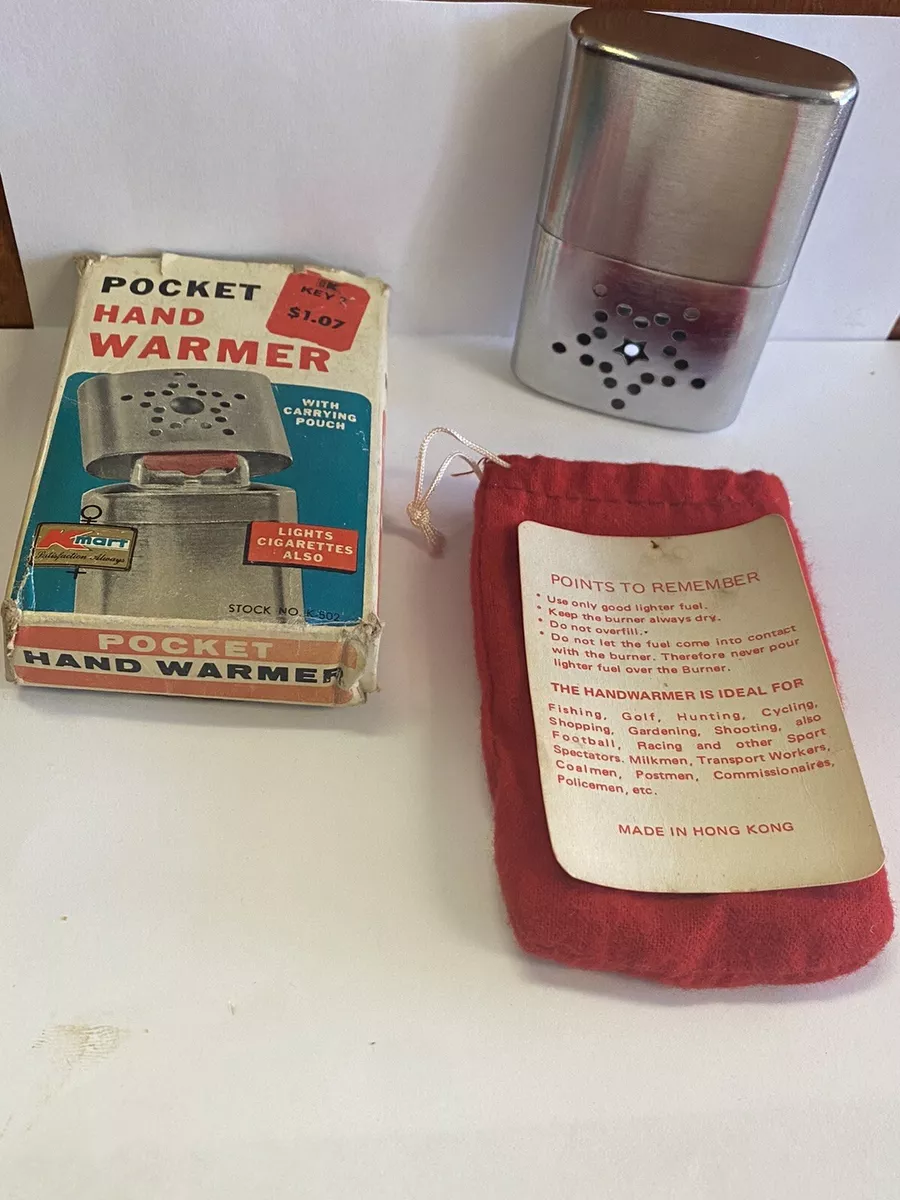 POCKET
HAND
WARMER
K
KEY 2
$1.07
WITH
CARRYING
POUCH
Kmart
Satisfaction Always
LIGHTS
CIGARETTES
ALSO
STOCK NO. K-802
POCKET
HAND WARMER
POINTS TO REMEMBER
• Use only good lighter fuel.
• Keep the burner always dry.
• Do not overfill.
• Do not let the fuel come into contact
with the burner. Therefore never pour
lighter fuel over the Burner.
THE HANDWARMER IS IDEAL FOR
Fishing, Golf, Hunting, Cycling,
Shopping, Gardening, Shooting, also
Football, Racing and other Sport
Spectators. Milkmen, Transport Workers,
Coalmen, Postmen, Commissionaires,
Policemen, etc.
MADE IN HONG KONG